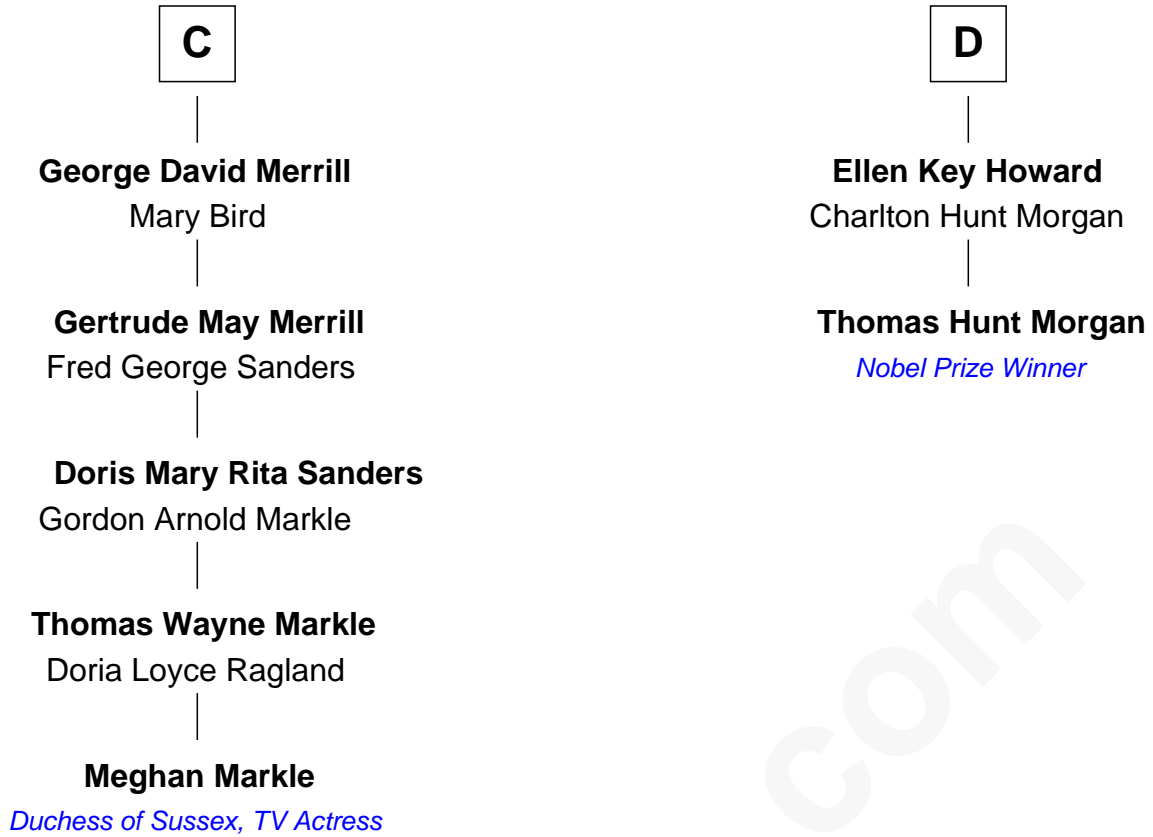 C
George David Merrill
Mary Bird
Gertrude May Merrill
Fred George Sanders
Doris Mary Rita Sanders
Gordon Arnold Markle
Thomas Wayne Markle
Doria Loyce Ragland
Meghan Markle
Duchess of Sussex, TV Actress
D
Ellen Key Howard
Charlton Hunt Morgan
Thomas Hunt Morgan
Nobel Prize Winner
com